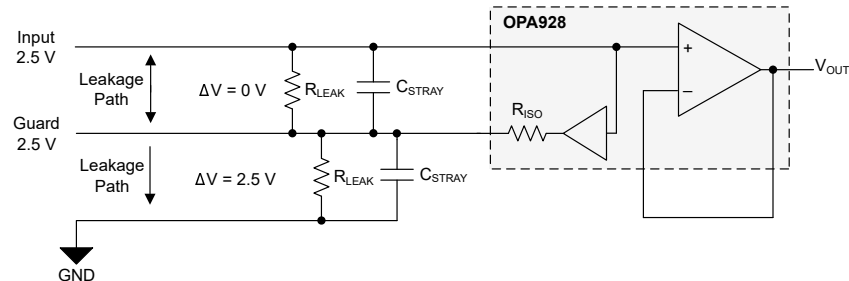 OPA928
Input
2.5 V
Leakage
Path
ΔV = 0 V
RLEAK
CSTRAY
+
–
VOUT
RISO
Guard
2.5 V
Leakage
Path
ΔV = 2.5 V
RLEAK
CSTRAY
GND